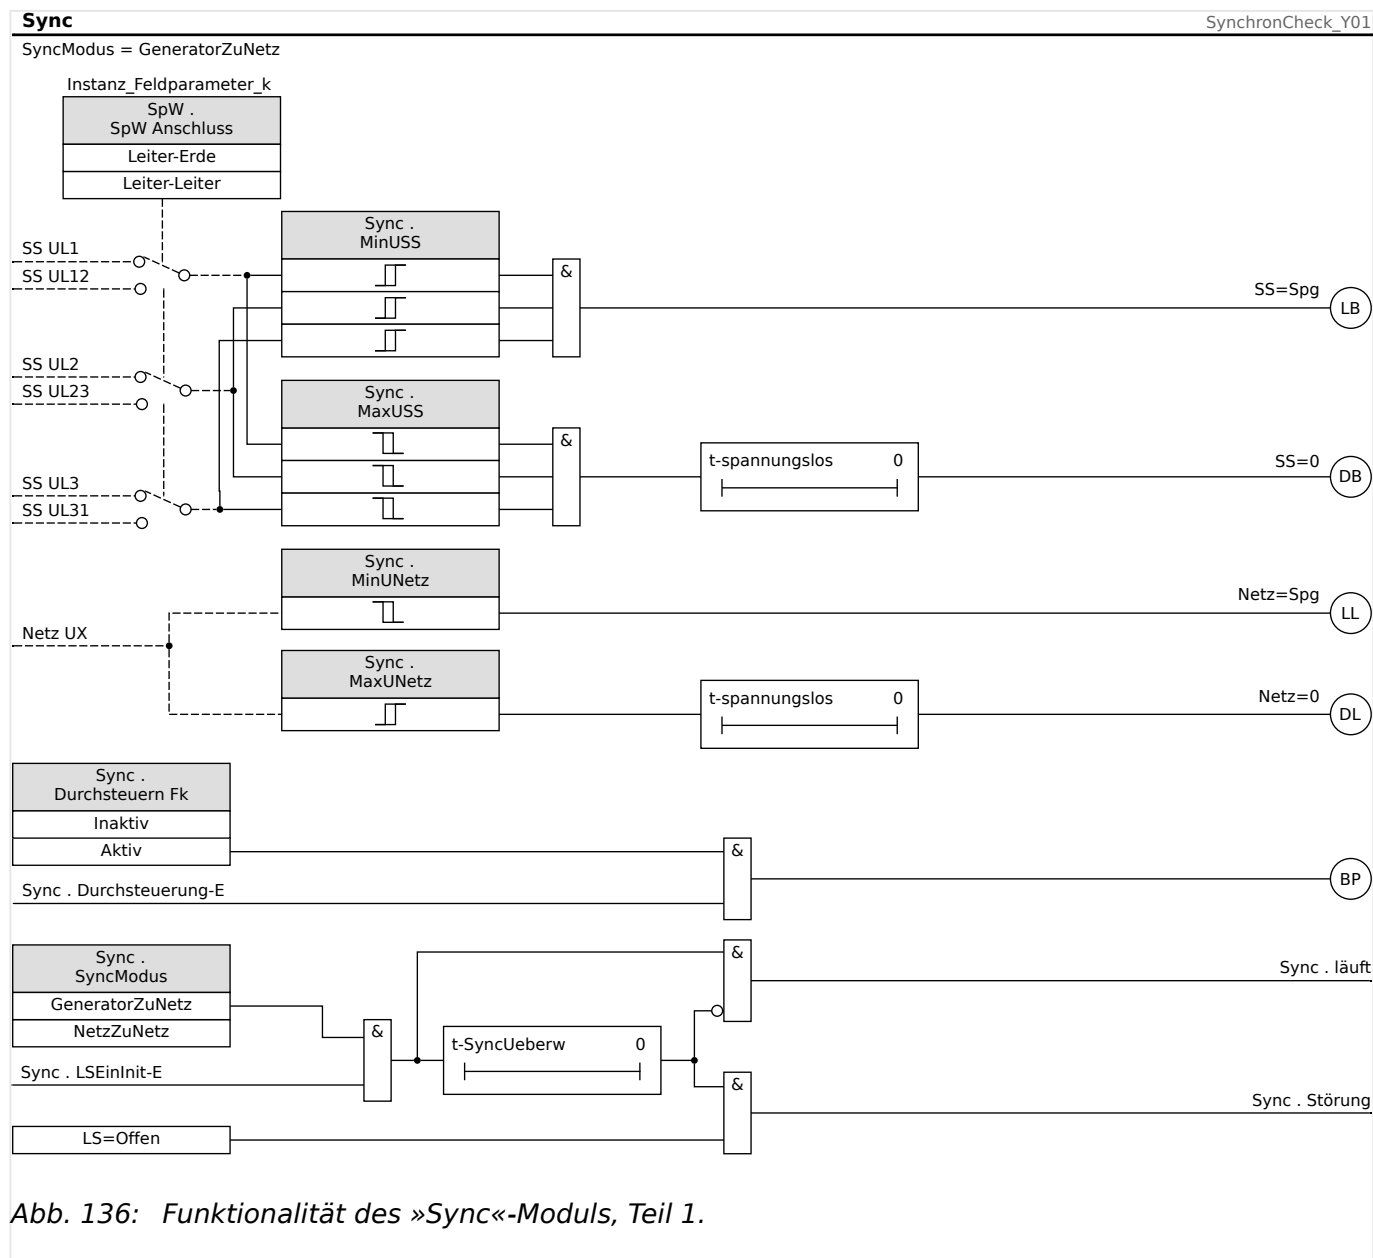 Sync
SynchronCheck_Y01
SyncModus = GeneratorZuNetz
Instanz_Feldparameter_k
SpW .
SpW Anschluss
Leiter-Erde
Leiter-Leiter
Sync .
MinUSS
SS UL1
SS UL12
&
SS=Spg
LB
SS UL2
SS UL23
Sync .
MaxUSS
&
t-spannungslos 0
SS=0
DB
SS UL3
SS UL31
Sync .
MinUNetz
Netz=Spg
LL
Netz UX
Sync .
MaxUNetz
t-spannungslos 0
Netz=0
DL
Sync .
Durchsteuern Fk
Inaktiv
Aktiv
&
BP
Sync . Durchsteuerung-E
Sync .
SyncModus
GeneratorZuNetz
NetzZuNetz
&
Sync . läuft
&
t-SyncUeberw 0
Sync . LSEinInit-E
&
Sync . Störung
LS=Offen
Abb. 136: Funktionalität des »Sync«-Moduls, Teil 1.